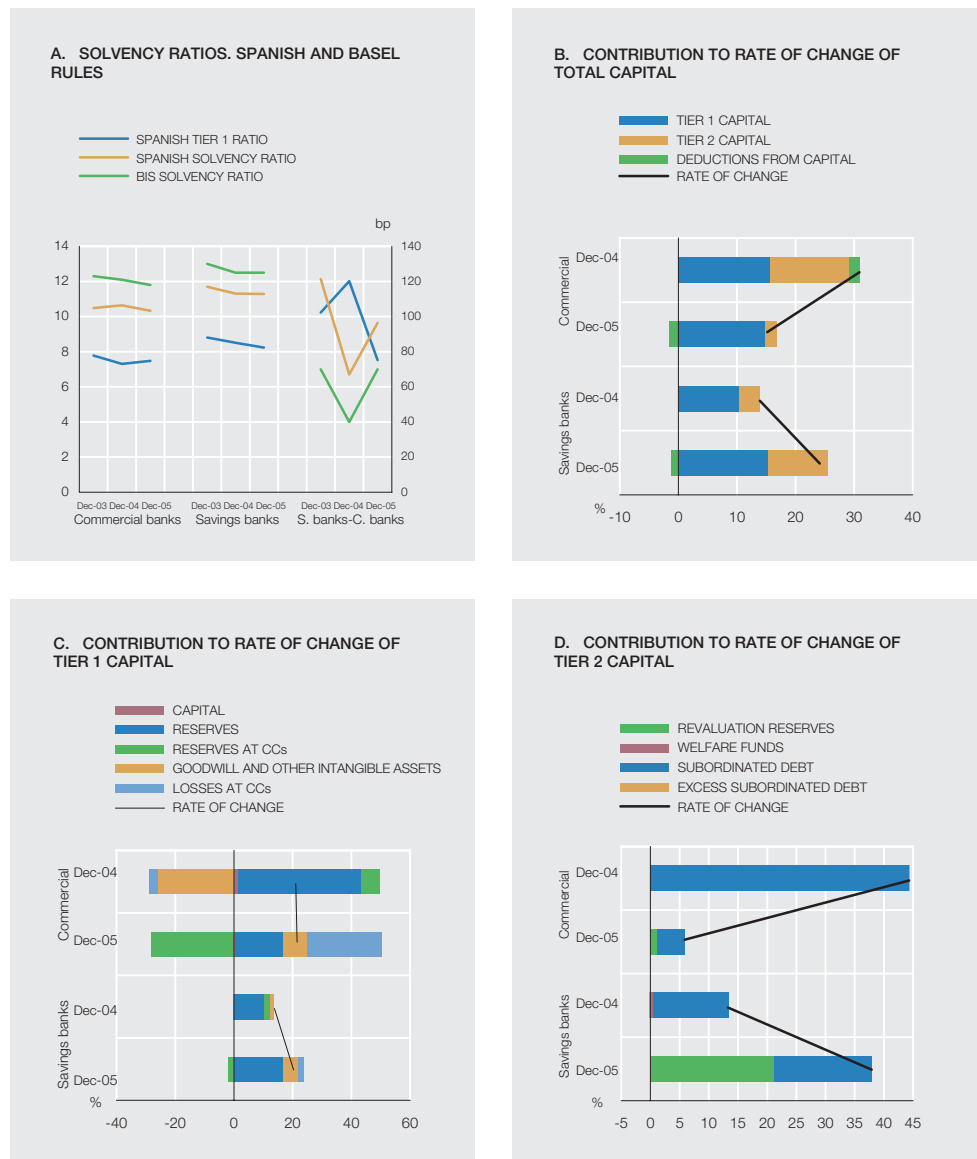 A. SOLVENCY RATIOS. SPANISH AND BASEL
RULES
SPANISH TIER 1 RATIO
SPANISH SOLVENCY RATIO
BIS SOLVENCY RATIO
bp
14
12
10
8
6
4
2
0
140
120
100
80
60
40
20
0
Dec-03 Dec-04 Dec-05
Commercial banks
Dec-03 Dec-04 Dec-05
Savings banks
Dec-03 Dec-04 Dec-05
S. banks-C. banks
B. CONTRIBUTION TO RATE OF CHANGE OF
TOTAL CAPITAL
TIER 1 CAPITAL
TIER 2 CAPITAL
DEDUCTIONS FROM CAPITAL
RATE OF CHANGE
Commercial
Dec-04
Dec-05
Savings banks
Dec-04
Dec-05
%
-10 0 10 20 30 40
C. CONTRIBUTION TO RATE OF CHANGE OF
TIER 1 CAPITAL
CAPITAL
RESERVES
RESERVES AT CCs
GOODWILL AND OTHER INTANGIBLE ASSETS
LOSSES AT CCs
RATE OF CHANGE
Commercial
Dec-04
Dec-05
Savings banks
Dec-04
Dec-05
%
-40 -20 0 20 40 60
D. CONTRIBUTION TO RATE OF CHANGE OF
TIER 2 CAPITAL
REVALUATION RESERVES
WELFARE FUNDS
SUBORDINATED DEBT
EXCESS SUBORDINATED DEBT
RATE OF CHANGE
Commercial
Dec-04
Dec-05
Savings banks
Dec-04
Dec-05
%
-5 0 5 10 15 20 25 30 35 40 45